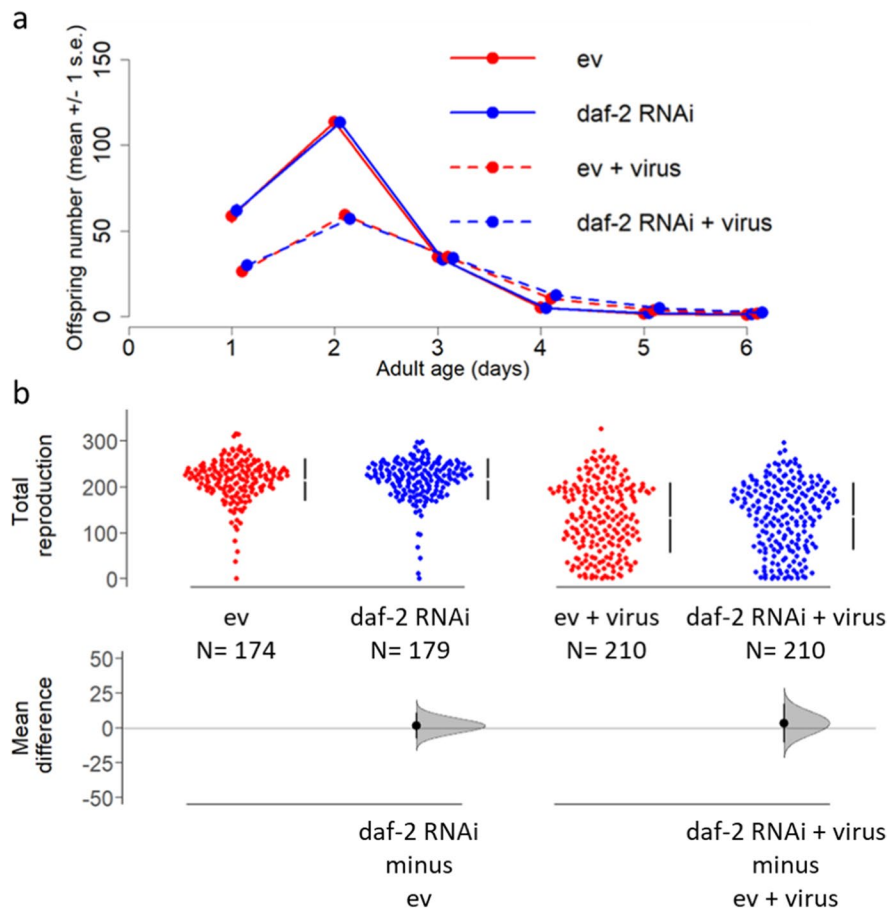 a
Offspring number (mean +/- 1 s.e.)
150
100
50
0
ev
daf-2 RNAi
ev + virus
daf-2 RNAi + virus
0 1 2 3 4 5 6
Adult age (days)
b
Total
reproduction
300
200
100
0
ev daf-2 RNAi ev + virus daf-2 RNAi + virus
N= 174 N= 179 N= 210 N= 210
Mean
difference
50
25
0
-25
-50
daf-2 RNAi daf-2 RNAi + virus
minus minus
ev ev + virus